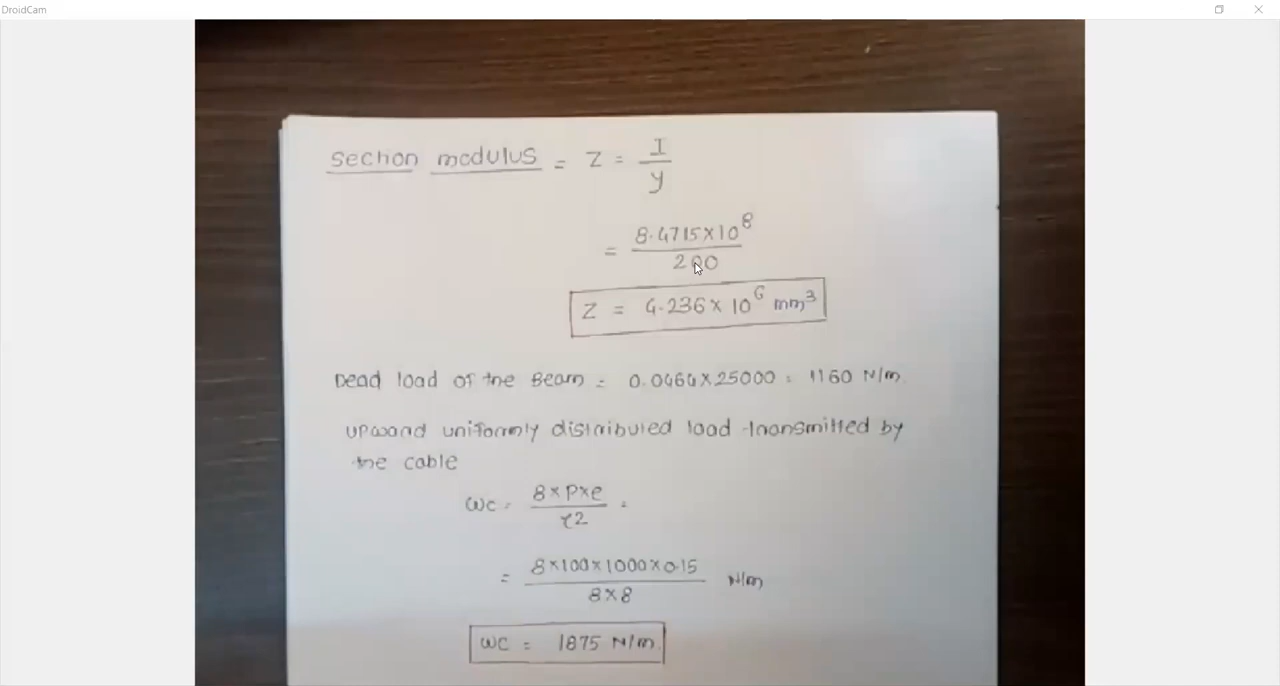 DroidCam
Section modulus = Z = I / y
= 8.4715×10^8 / 200
Z = 4.236 × 10^6 mm^3
Dead load of the Beam = 0.0464×25000 = 1160 N/m.
upward uniformly distributed load transmitted by
the cable
wc = 8×P×e / l2 =
= 8×100×1000×0.15 / 8×8 N/m
wc = 1875 N/m.